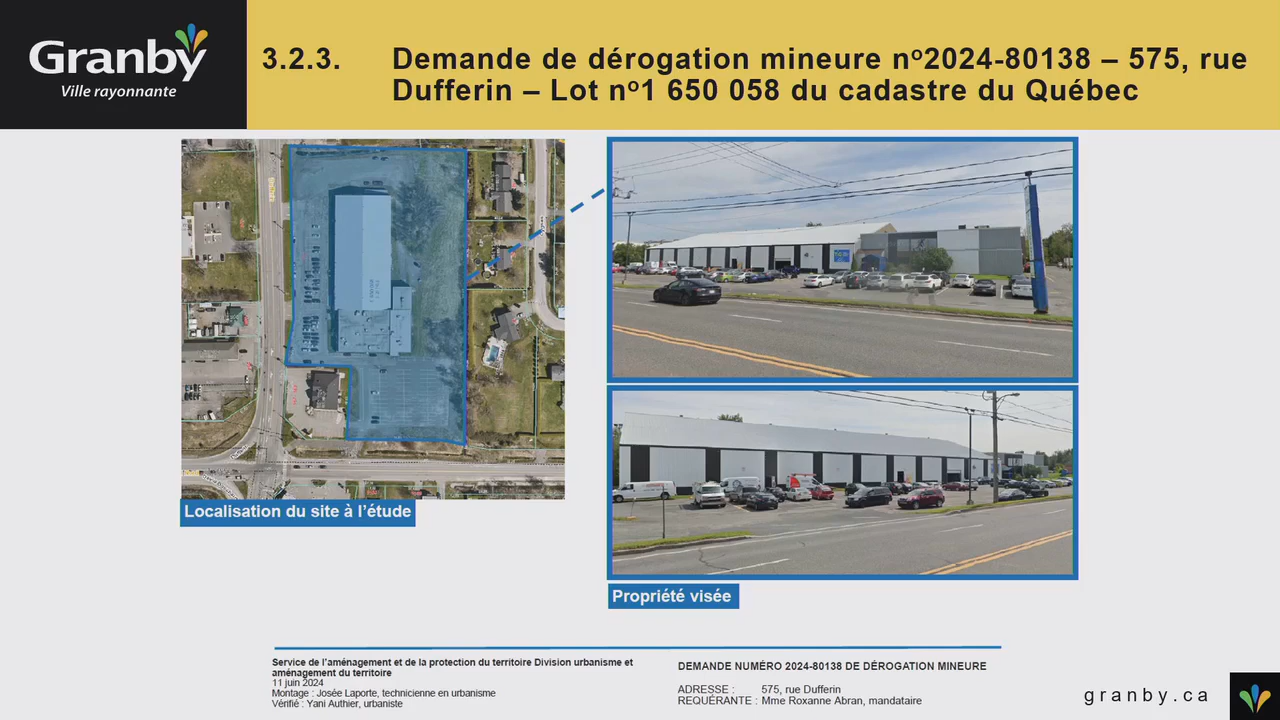 Granby
Ville rayonnante
3.2.3. Demande de dérogation mineure nº2024-80138 – 575, rue
Dufferin – Lot nº1 650 058 du cadastre du Québec
Localisation du site à l'étude
Propriété visée
Service de l'aménagement et de la protection du territoire Division urbanisme et
aménagement du territoire
11 juin 2024
Montage : Josée Laporte, technicienne en urbanisme
Vérifié : Yani Authier, urbaniste
DEMANDE NUMÉRO 2024-80138 DE DÉROGATION MINEURE
ADRESSE : 575, rue Dufferin
REQUÉRANTE : Mme Roxanne Abran, mandataire
granby.ca